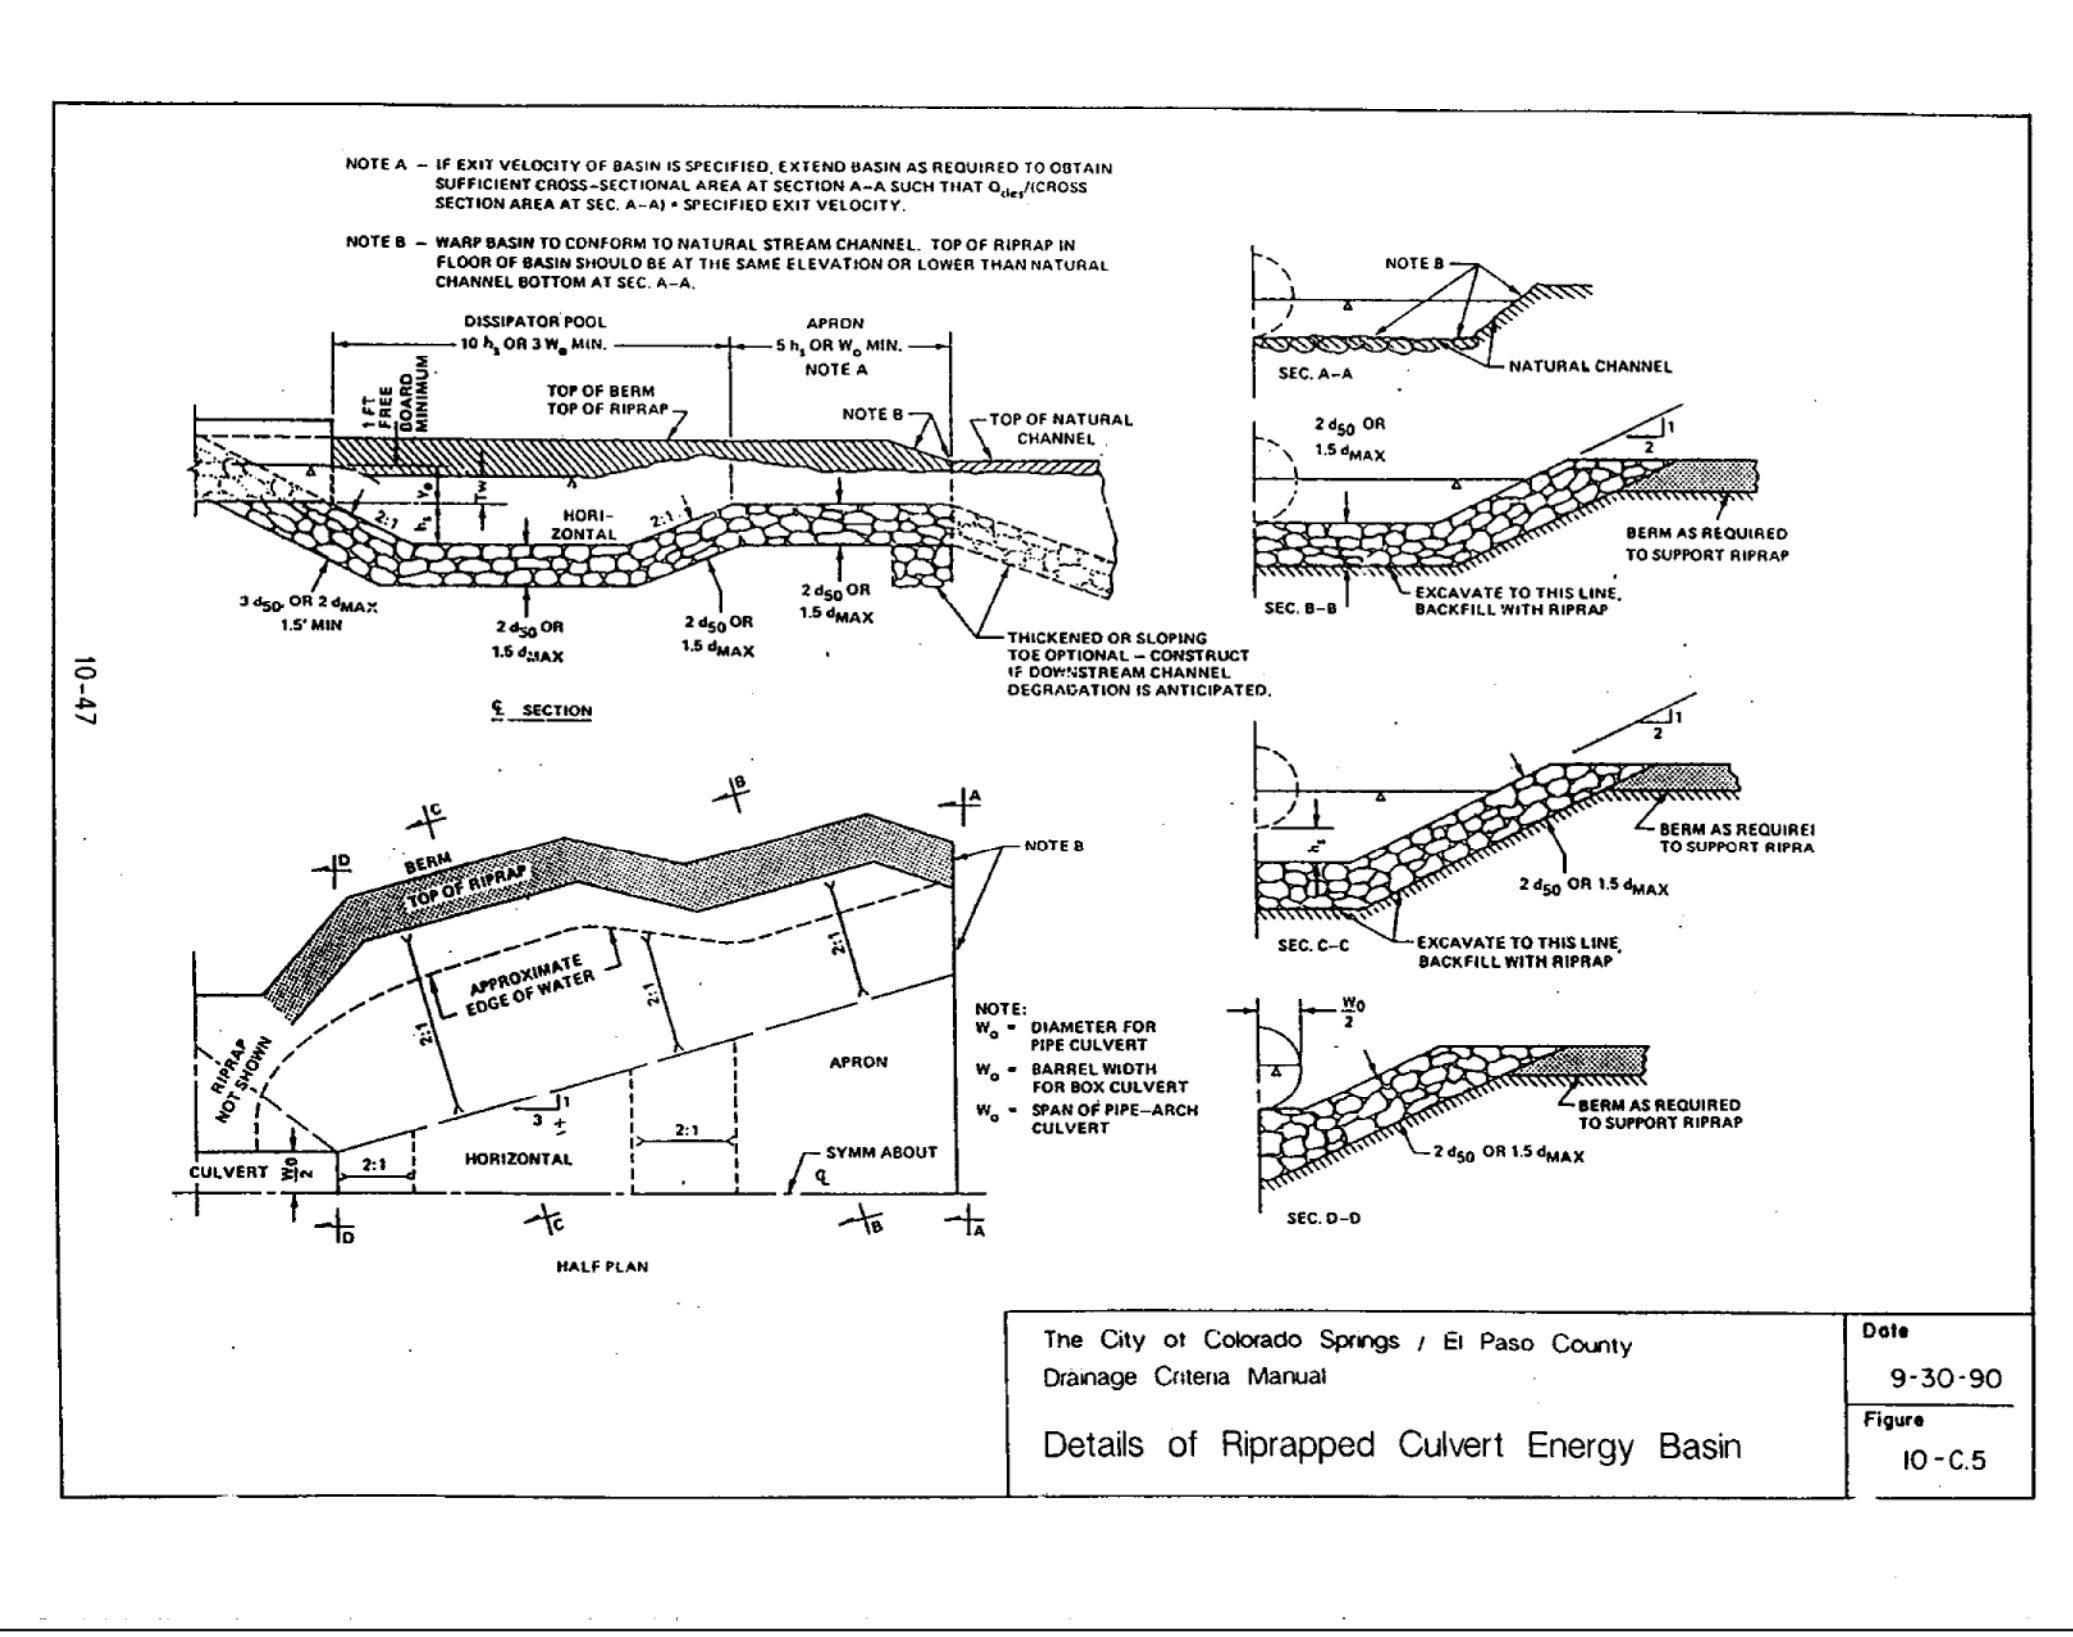 NOTE A – IF EXIT VELOCITY OF BASIN IS SPECIFIED, EXTEND BASIN AS REQUIRED TO OBTAIN
SUFFICIENT CROSS-SECTIONAL AREA AT SECTION A-A SUCH THAT Qdes/(CROSS
SECTION AREA AT SEC. A-A) = SPECIFIED EXIT VELOCITY.
NOTE B – WARP BASIN TO CONFORM TO NATURAL STREAM CHANNEL. TOP OF RIPRAP IN
FLOOR OF BASIN SHOULD BE AT THE SAME ELEVATION OR LOWER THAN NATURAL
CHANNEL BOTTOM AT SEC. A-A.
DISSIPATOR POOL
10 hs OR 3 Wo MIN.
APRON
5 hs OR Wo MIN.
NOTE A
1 FT
FREE
BOARD
MINIMUM
TOP OF BERM
TOP OF RIPRAP
NOTE B
TOP OF NATURAL
CHANNEL
Yo
TW
hs
2:1
HORI-
ZONTAL
2:1
3 d50 OR 2 dMAX
1.5' MIN
2 d50 OR
1.5 dMAX
2 d50 OR
1.5 dMAX
2 d50 OR
1.5 dMAX
THICKENED OR SLOPING
TOE OPTIONAL – CONSTRUCT
IF DOWNSTREAM CHANNEL
DEGRADATION IS ANTICIPATED.
℄ SECTION
10-47
NOTE B
NATURAL CHANNEL
SEC. A-A
2 d50 OR
1.5 dMAX
1
2
BERM AS REQUIRED
TO SUPPORT RIPRAP
EXCAVATE TO THIS LINE,
BACKFILL WITH RIPRAP
SEC. B-B
1
2
hs
BERM AS REQUIREI
TO SUPPORT RIPRA
2 d50 OR 1.5 dMAX
SEC. C-C
EXCAVATE TO THIS LINE,
BACKFILL WITH RIPRAP
Wo
2
BERM AS REQUIRED
TO SUPPORT RIPRAP
2 d50 OR 1.5 dMAX
SEC. D-D
D
C
B
A
BERM
TOP OF RIPRAP
NOTE B
APPROXIMATE
EDGE OF WATER
2:1
2:1
2:1
RIPRAP
NOT SHOWN
1
3
APRON
CULVERT
Wo
2
2:1
HORIZONTAL
2:1
SYMM ABOUT
℄
D
C
B
A
HALF PLAN
NOTE:
Wo = DIAMETER FOR
PIPE CULVERT
Wo = BARREL WIDTH
FOR BOX CULVERT
Wo = SPAN OF PIPE-ARCH
CULVERT
The City of Colorado Springs / El Paso County
Drainage Criteria Manual
Details of Riprapped Culvert Energy Basin
Date
9-30-90
Figure
10-C.5